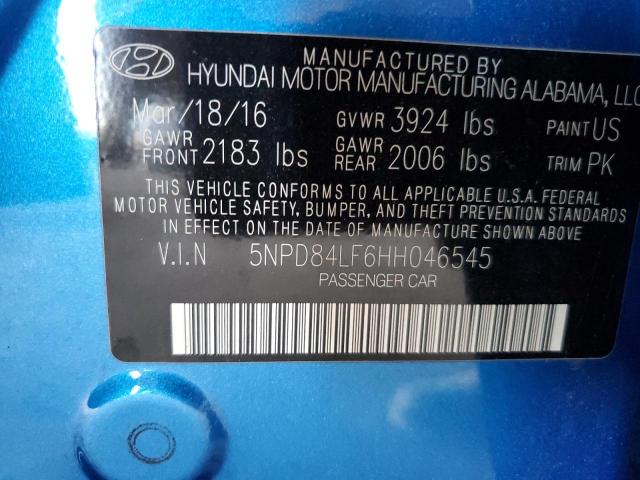 MANUFACTURED BY
HYUNDAI MOTOR MANUFACTURING ALABAMA, LLC
Mar/18/16 GVWR 3924 lbs PAINT US
GAWR FRONT 2183 lbs GAWR REAR 2006 lbs TRIM PK
THIS VEHICLE CONFORMS TO ALL APPLICABLE U.S.A. FEDERAL
MOTOR VEHICLE SAFETY, BUMPER, AND THEFT PREVENTION STANDARDS
IN EFFECT ON THE DATE OF MANUFACTURE SHOWN ABOVE.
V.I.N 5NPD84LF6HH046545
PASSENGER CAR